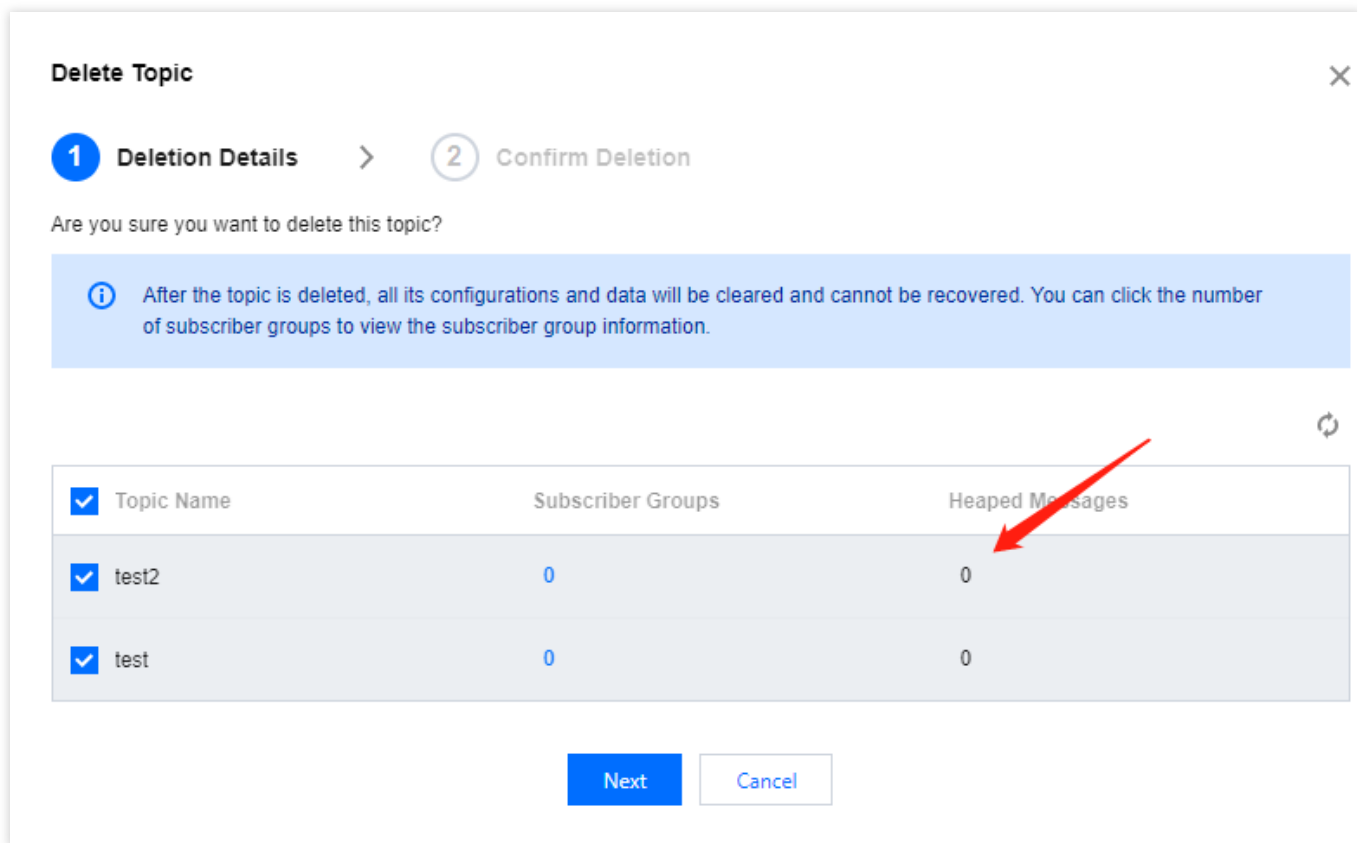 Delete Topic
1 Deletion Details 2 Confirm Deletion
Are you sure you want to delete this topic?
After the topic is deleted, all its configurations and data will be cleared and cannot be recovered. You can click the number
of subscriber groups to view the subscriber group information.
Topic Name Subscriber Groups Heaped Messages
test2 0 0
test 0 0
Next Cancel